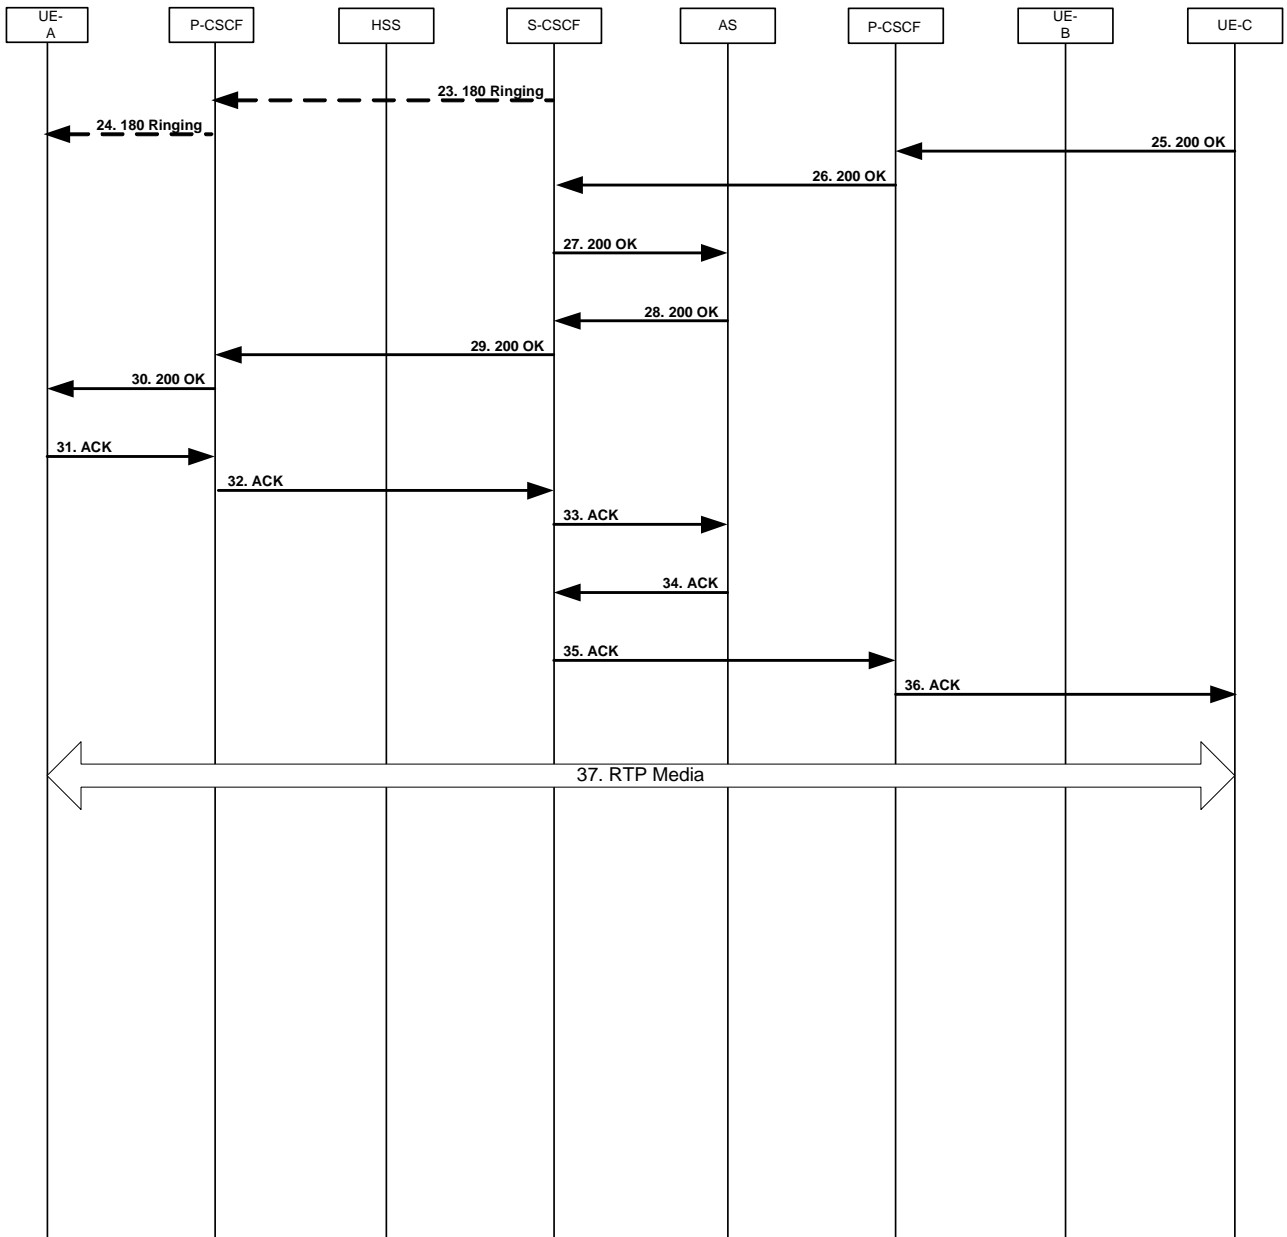 UE-
A
P-CSCF
HSS
S-CSCF
AS
P-CSCF
UE-
B
UE-C
23. 180 Ringing
24. 180 Ringing
25. 200 OK
26. 200 OK
27. 200 OK
28. 200 OK
29. 200 OK
30. 200 OK
31. ACK
32. ACK
33. ACK
34. ACK
35. ACK
36. ACK
37. RTP Media